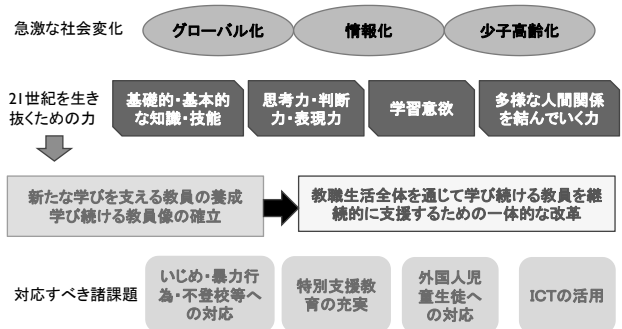 急激な社会変化
グローバル化
情報化
少子高齢化
21世紀を生き
抜くための力
基礎的・基本的
な知識・技能
思考力・判断
力・表現力
学習意欲
多様な人間関係
を結んでいく力
新たな学びを支える教員の養成
学び続ける教員像の確立
教職生活全体を通じて学び続ける教員を継
続的に支援するための一体的な改革
対応すべき諸課題
いじめ・暴力行
為・不登校等へ
の対応
特別支援教
育の充実
外国人児
童生徒へ
の対応
ICTの活用